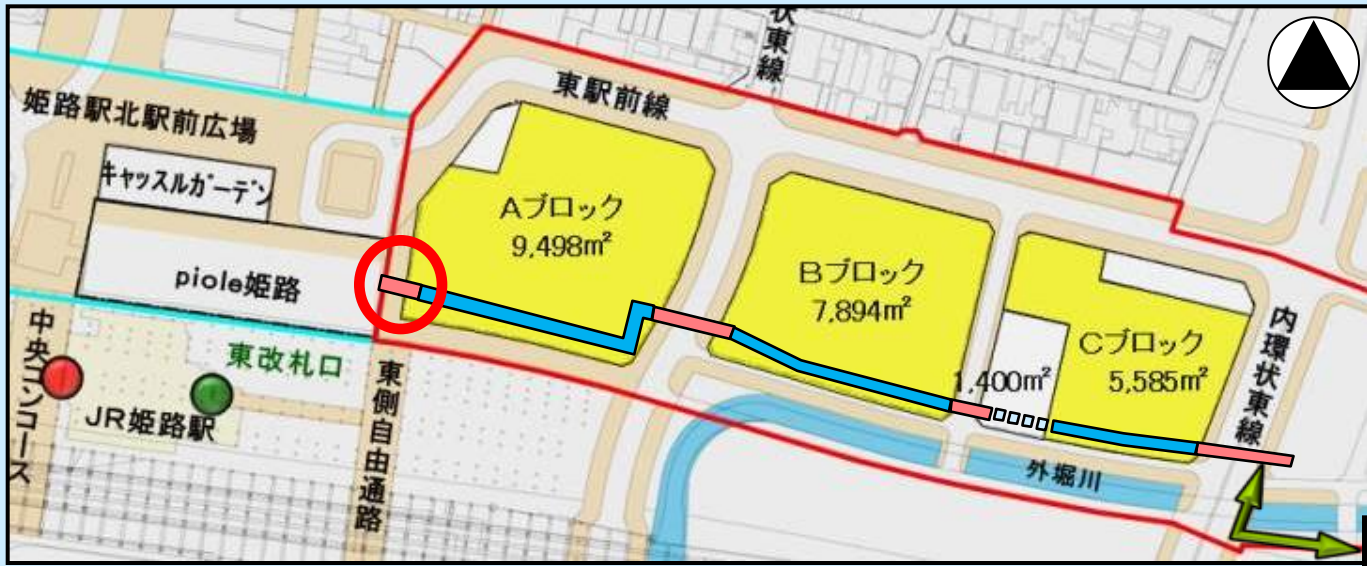 状東線
東駅前線
姫路駅北駅前広場
キャッスルガーデン
Aブロック
9,498㎡
piole姫路
Bブロック
7,894㎡
Cブロック
5,585㎡
1,400㎡
内環状東線
中央コンコース
東改札口
JR姫路駅
東側自由通路
外堀川